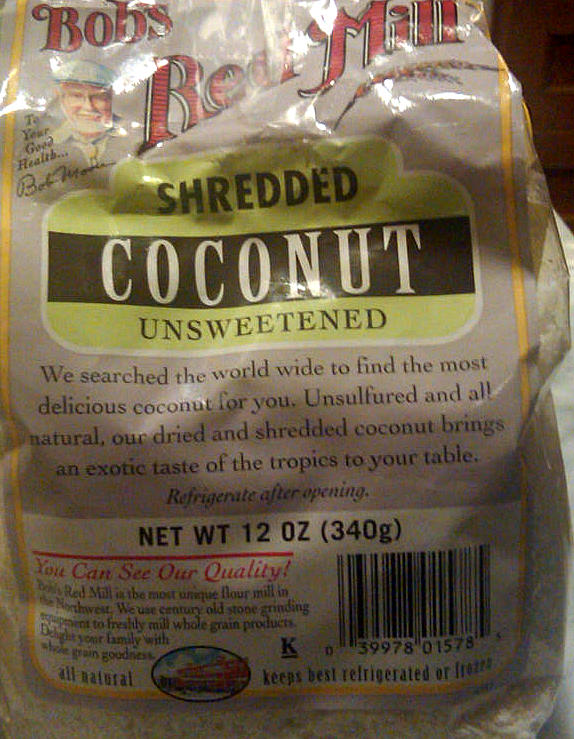 Bob's
Red Mill
To
Your
Good
Health...
Bob Moore
SHREDDED
COCONUT
UNSWEETENED
We searched the world wide to find the most
delicious coconut for you. Unsulfured and all
natural, our dried and shredded coconut brings
an exotic taste of the tropics to your table.
Refrigerate after opening.
NET WT 12 OZ (340g)
You Can See Our Quality!
Bob's Red Mill is the most unique flour mill in
the Northwest. We use century old stone grinding
equipment to freshly mill whole grain products.
Delight your family with
whole grain goodness.
K
0 39978 01578 5
all natural
keeps best refrigerated or frozen